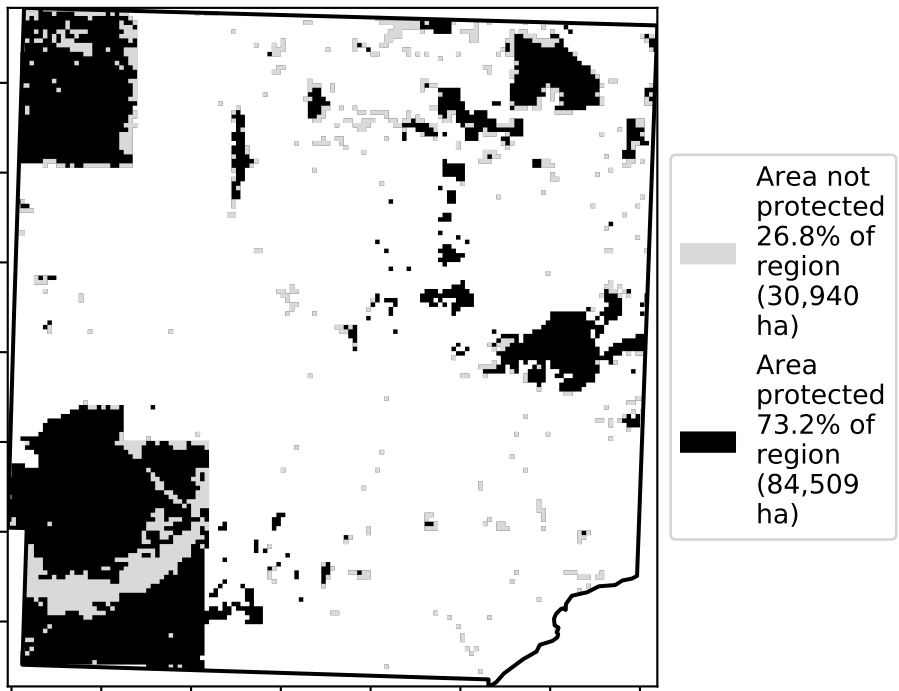 Area not
protected
26.8% of
region
(30,940
ha)
Area
protected
73.2% of
region
(84,509
ha)